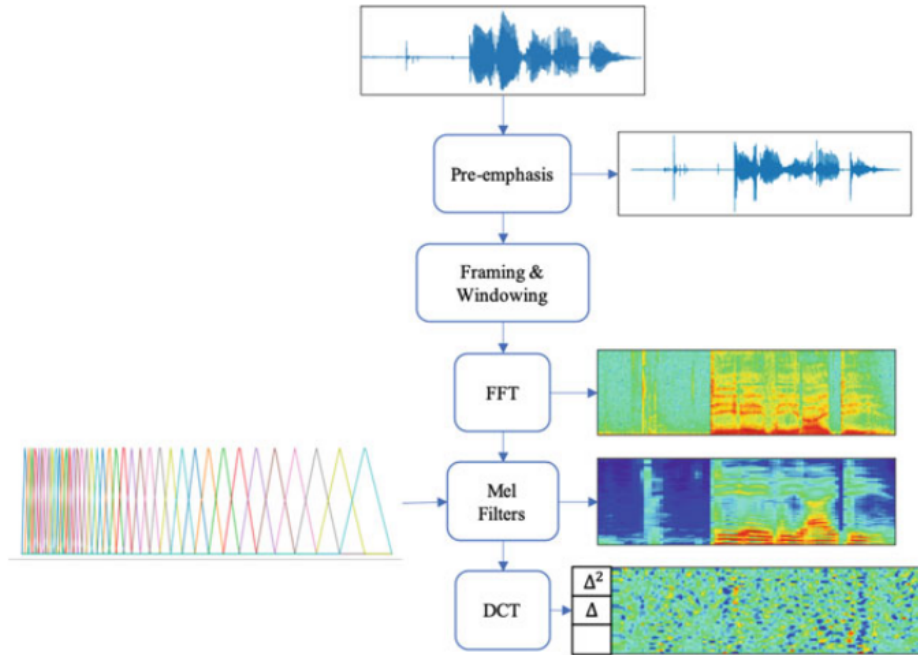 Pre-emphasis
Framing &
Windowing
FFT
Mel
Filters
DCT
Δ²
Δ